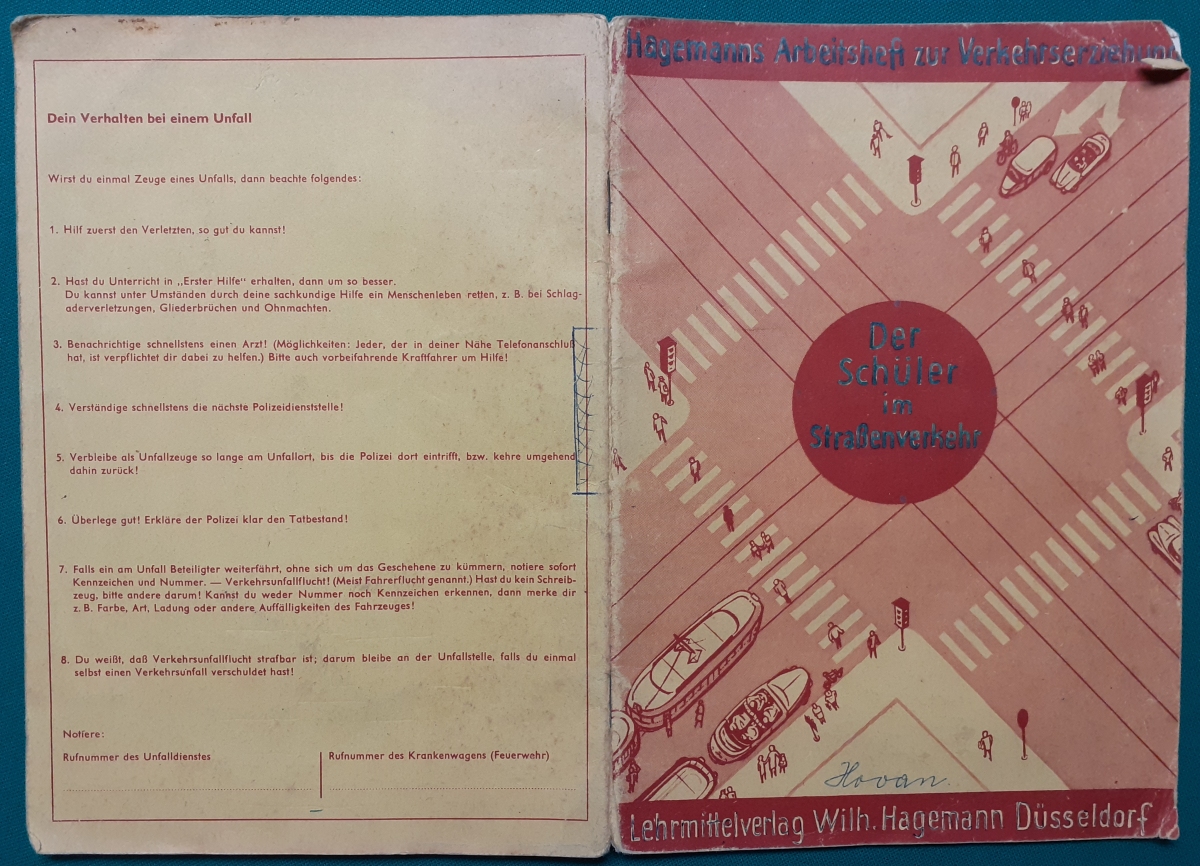 Dein Verhalten bei einem Unfall
Wirst du einmal Zeuge eines Unfalls, dann beachte folgendes:
1. Hilf zuerst den Verletzten, so gut du kannst!
2. Hast du Unterricht in „Erster Hilfe" erhalten, dann um so besser.
Du kannst unter Umständen durch deine sachkundige Hilfe ein Menschenleben retten, z. B. bei Schlag-
aderverletzungen, Gliederbrüchen und Ohnmachten.
3. Benachrichtige schnellstens einen Arzt! (Möglichkeiten: Jeder, der in deiner Nähe Telefonanschluß
hat, ist verpflichtet dir dabei zu helfen.) Bitte auch vorbeifahrende Kraftfahrer um Hilfe!
4. Verständige schnellstens die nächste Polizeidienststelle!
5. Verbleibe als Unfallzeuge so lange am Unfallort, bis die Polizei dort eintrifft, bzw. kehre umgehend
dahin zurück!
6. Überlege gut! Erkläre der Polizei klar den Tatbestand!
7. Falls ein am Unfall Beteiligter weiterfährt, ohne sich um das Geschehene zu kümmern, notiere sofort
Kennzeichen und Nummer. — Verkehrsunfallflucht! (Meist Fahrerflucht genannt.) Hast du kein Schreib-
zeug, bitte andere darum! Kannst du weder Nummer noch Kennzeichen erkennen, dann merke dir
z. B. Farbe, Art, Ladung oder andere Auffälligkeiten des Fahrzeuges!
8. Du weißt, daß Verkehrsunfallflucht strafbar ist; darum bleibe an der Unfallstelle, falls du einmal
selbst einen Verkehrsunfall verschuldet hast!
Notiere:
Rufnummer des Unfalldienstes
Rufnummer des Krankenwagens (Feuerwehr)
Hagemanns Arbeitsheft zur Verkehrserziehung
Der
Schüler
im
Straßenverkehr
Hovan
Lehrmittelverlag Wilh. Hagemann Düsseldorf